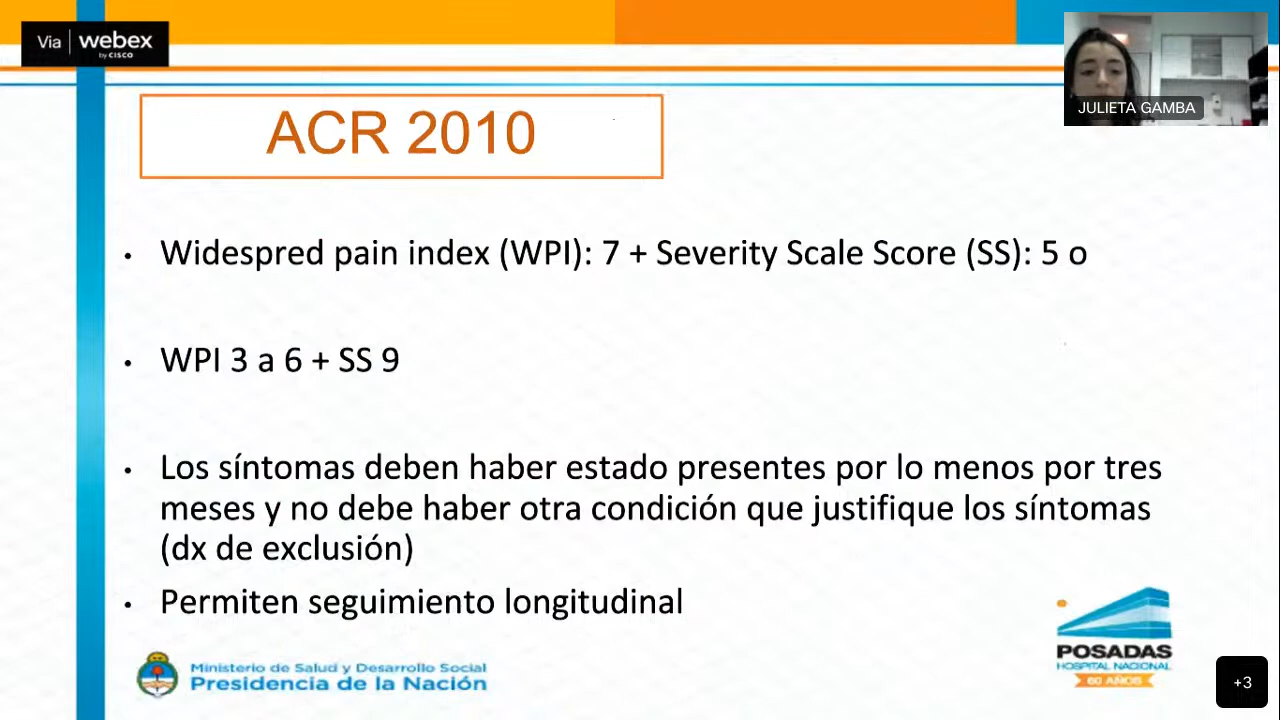 Via webex
by CISCO
JULIETA GAMBA
ACR 2010
• Widespred pain index (WPI): 7 + Severity Scale Score (SS): 5 o
• WPI 3 a 6 + SS 9
• Los síntomas deben haber estado presentes por lo menos por tres
meses y no debe haber otra condición que justifique los síntomas
(dx de exclusión)
• Permiten seguimiento longitudinal
Ministerio de Salud y Desarrollo Social
Presidencia de la Nación
POSADAS
HOSPITAL NACIONAL
60 AÑOS
+3